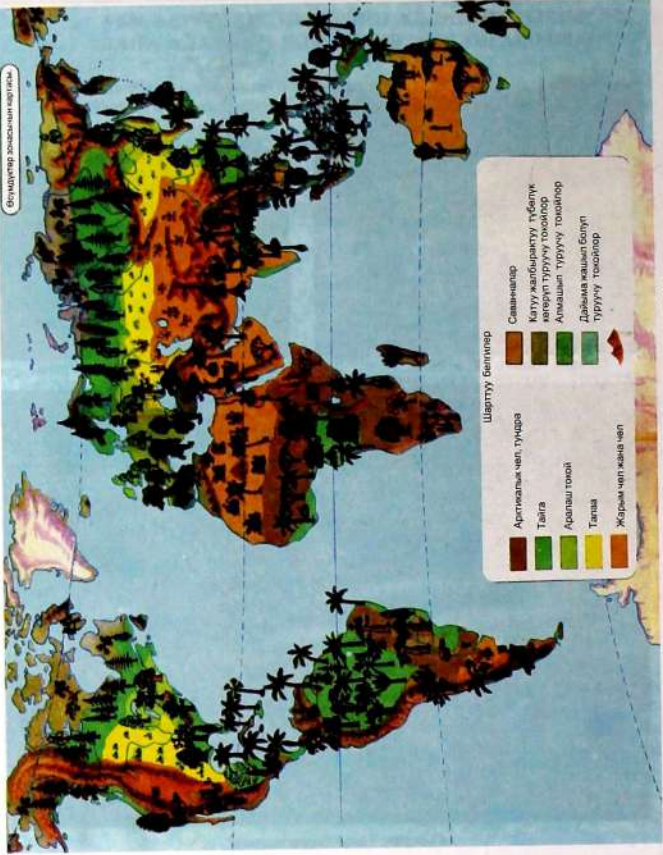 Өсүмдүктөр зонасынын картасы.
Шарттуу белгилер
Арктикалык чөл, тундра
Тайга
Аралаш токой
Талаа
Жарым чөл жана чөл
Саванналар
Катуу жалбырактуу түбөлүк
көгөрүп туруучу токойлор
Алмашып туруучу токойлор
Дайыма жашыл болуп
туруучу токойлор